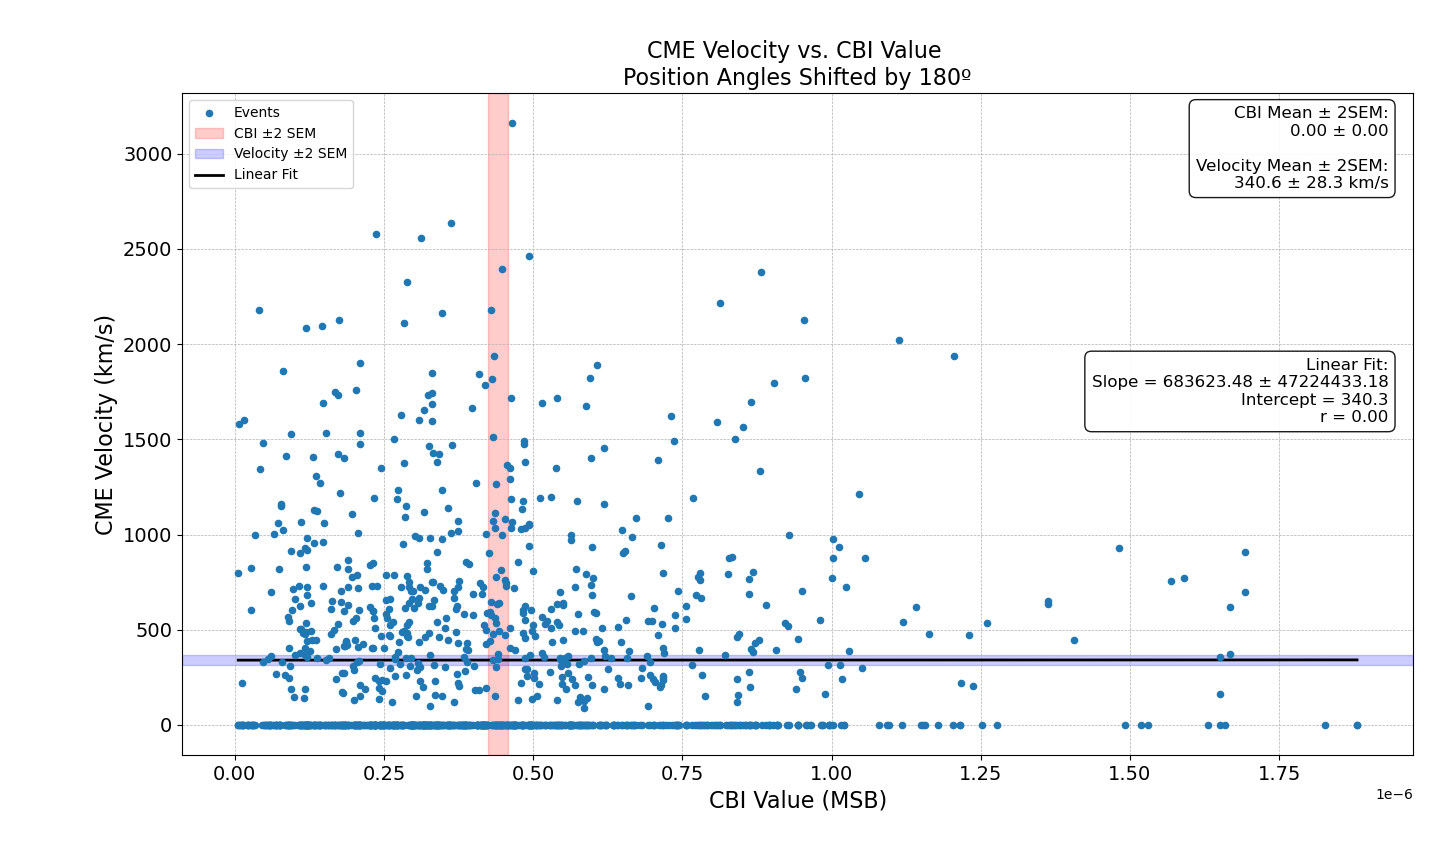 CME Velocity vs. CBI Value
Position Angles Shifted by 180º
Events
CBI ±2 SEM
Velocity ±2 SEM
Linear Fit
CBI Mean ± 2SEM:
0.00 ± 0.00
Velocity Mean ± 2SEM:
340.6 ± 28.3 km/s
Linear Fit:
Slope = 683623.48 ± 47224433.18
Intercept = 340.3
r = 0.00
CME Velocity (km/s)
3000
2500
2000
1500
1000
500
0
0.00 0.25 0.50 0.75 1.00 1.25 1.50 1.75
1e−6
CBI Value (MSB)